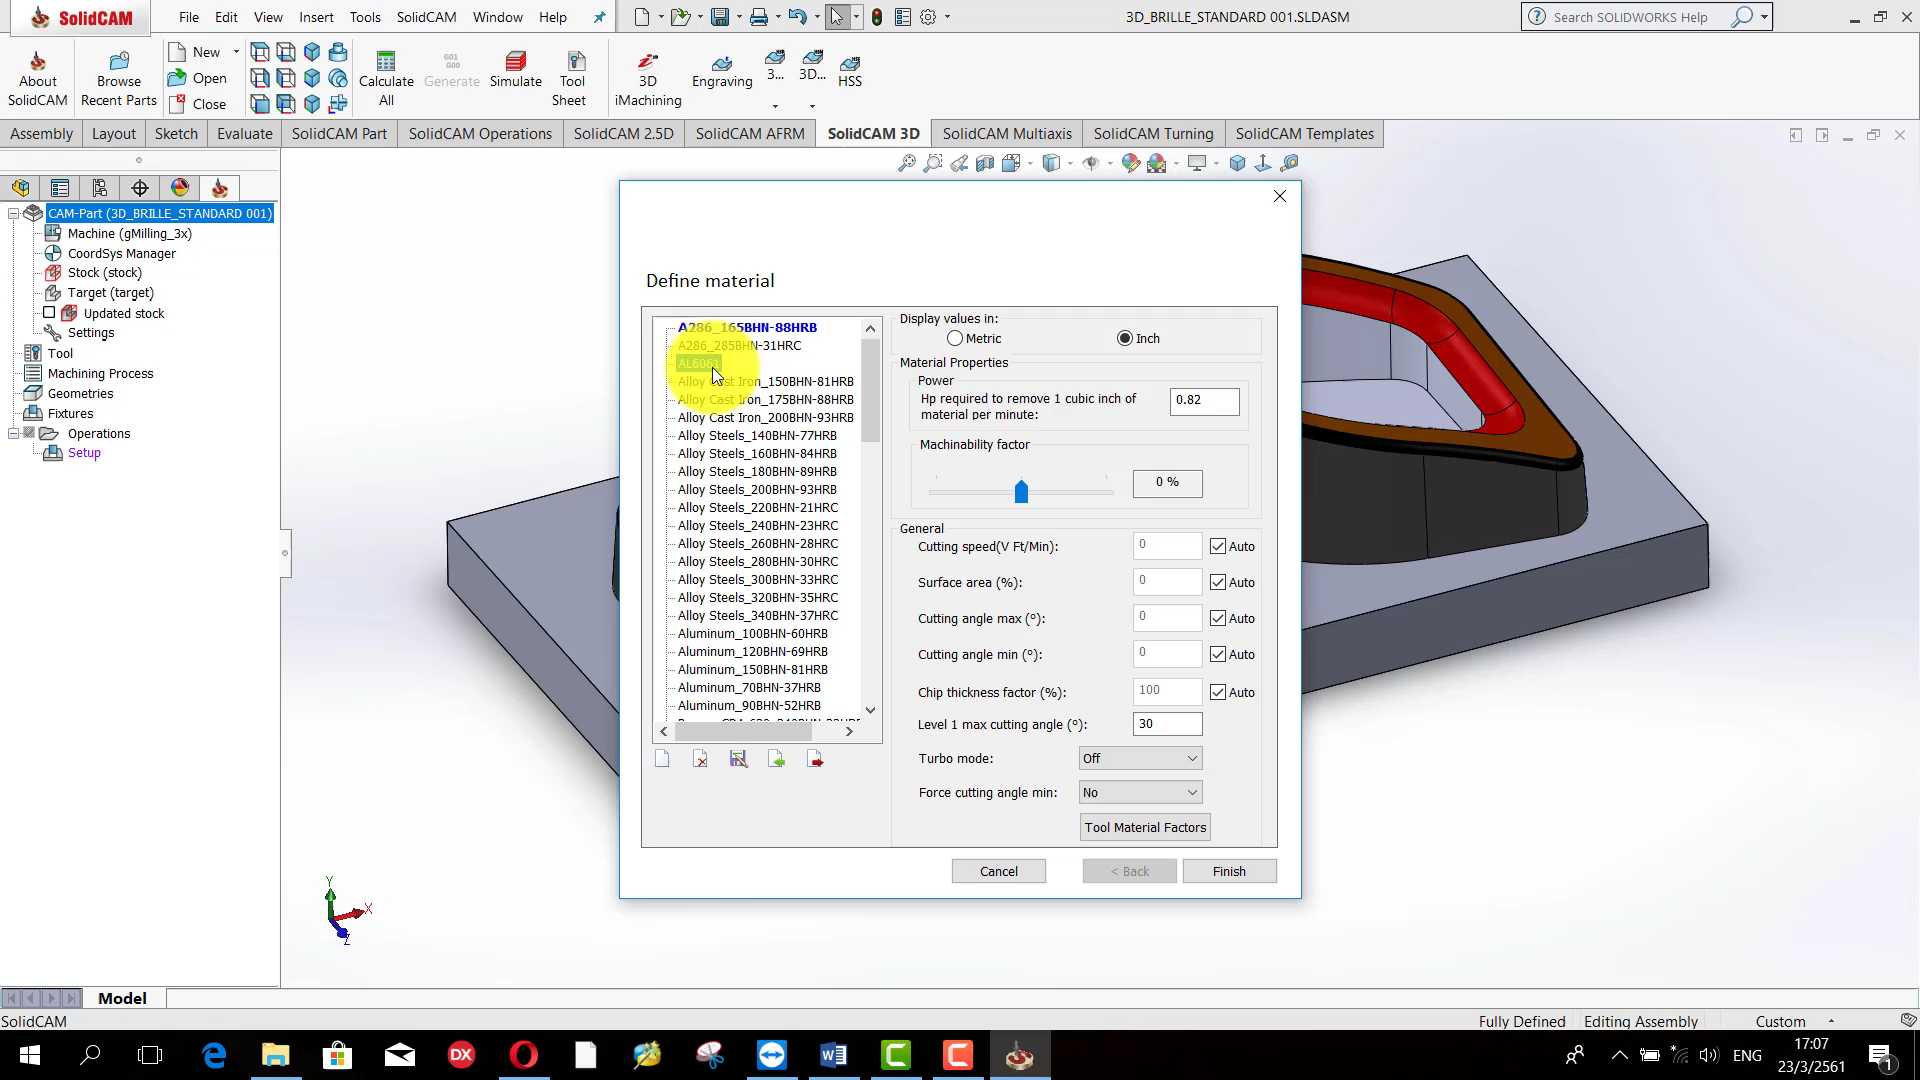 SolidCAM
File Edit View Insert Tools SolidCAM Window Help
3D_BRILLE_STANDARD 001.SLDASM
Search SOLIDWORKS Help
About SolidCAM
Browse Recent Parts
New
Open
Close
Calculate All
G01
G00
Generate
Simulate
Tool Sheet
3D iMachining
Engraving
3...
3D...
HSS
Assembly Layout Sketch Evaluate SolidCAM Part SolidCAM Operations SolidCAM 2.5D SolidCAM AFRM SolidCAM 3D SolidCAM Multiaxis SolidCAM Turning SolidCAM Templates
CAM-Part (3D_BRILLE_STANDARD 001)
Machine (gMilling_3x)
CoordSys Manager
Stock (stock)
Target (target)
Updated stock
Settings
Tool
Machining Process
Geometries
Fixtures
Operations
Setup
Define material
A286_165BHN-88HRB
A286_285BHN-31HRC
AL6061
Alloy Cast Iron_150BHN-81HRB
Alloy Cast Iron_175BHN-88HRB
Alloy Cast Iron_200BHN-93HRB
Alloy Steels_140BHN-77HRB
Alloy Steels_160BHN-84HRB
Alloy Steels_180BHN-89HRB
Alloy Steels_200BHN-93HRB
Alloy Steels_220BHN-21HRC
Alloy Steels_240BHN-23HRC
Alloy Steels_260BHN-28HRC
Alloy Steels_280BHN-30HRC
Alloy Steels_300BHN-33HRC
Alloy Steels_320BHN-35HRC
Alloy Steels_340BHN-37HRC
Aluminum_100BHN-60HRB
Aluminum_120BHN-69HRB
Aluminum_150BHN-81HRB
Aluminum_70BHN-37HRB
Aluminum_90BHN-52HRB
Display values in:
Metric Inch
Material Properties
Power
Hp required to remove 1 cubic inch of
material per minute: 0.82
Machinability factor
0 %
General
Cutting speed(V Ft/Min): 0 Auto
Surface area (%): 0 Auto
Cutting angle max (º): 0 Auto
Cutting angle min (º): 0 Auto
Chip thickness factor (%): 100 Auto
Level 1 max cutting angle (º): 30
Turbo mode: Off
Force cutting angle min: No
Tool Material Factors
Cancel < Back Finish
Y
X
Z
Model
SolidCAM
Fully Defined Editing Assembly Custom
DX
W
C
C
ENG
17:07
23/3/2561
1